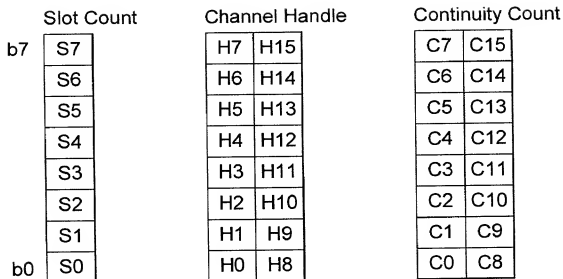 Slot Count Channel Handle Continuity Count
b7 S7 H7 H15 C7 C15
S6 H6 H14 C6 C14
S5 H5 H13 C5 C13
S4 H4 H12 C4 C12
S3 H3 H11 C3 C11
S2 H2 H10 C2 C10
S1 H1 H9 C1 C9
b0 S0 H0 H8 C0 C8